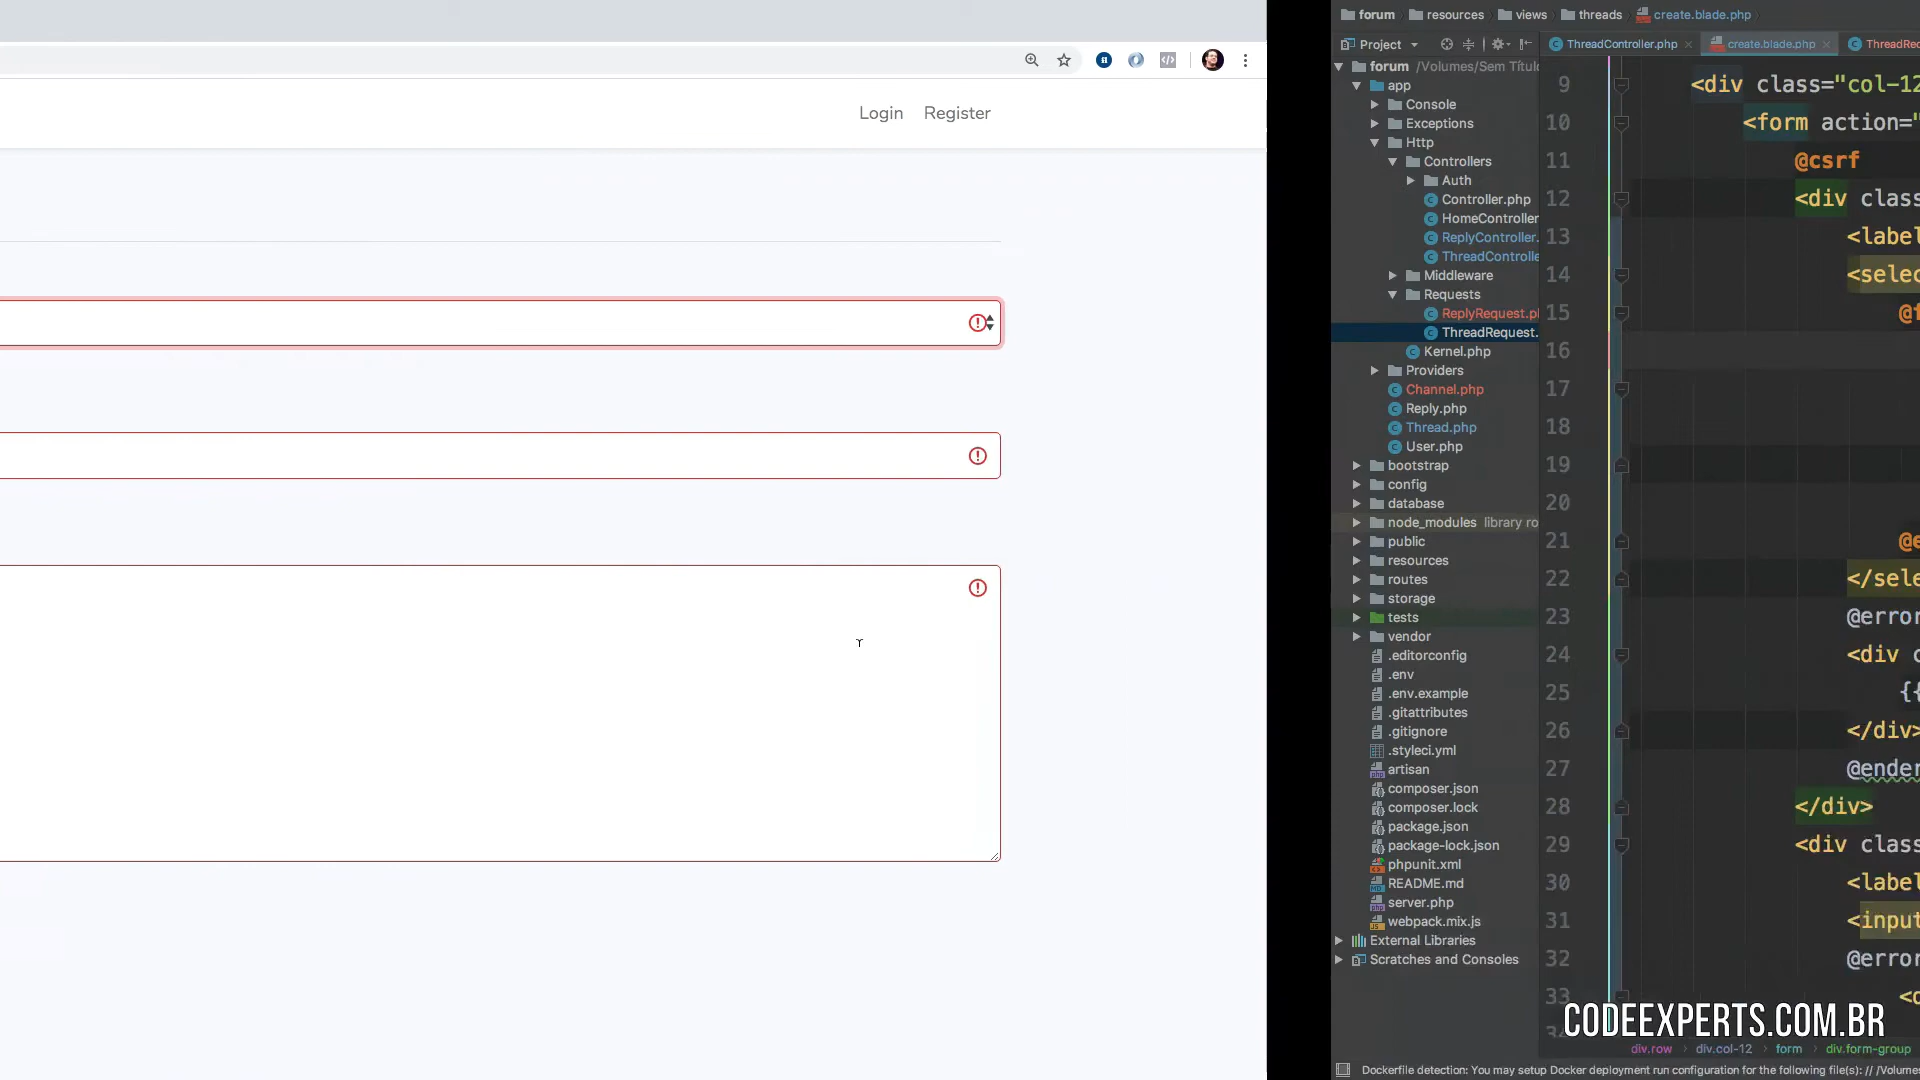 Login Register
forum resources views threads create.blade.php
Project
ThreadController.php create.blade.php
forum /Volumes/Sem
app
Console
Exceptions
Http
Controllers
Auth
Controller.php
HomeController
ReplyController.
ThreadControlle
Middleware
Requests
ReplyRequest.p
ThreadRequest.
Kernel.php
Providers
Channel.php
Reply.php
Thread.php
User.php
bootstrap
config
database
node_modules library ro
public
resources
routes
storage
tests
vendor
.editorconfig
.env
.env.example
.gitattributes
.gitignore
.styleci.yml
artisan
composer.json
composer.lock
package.json
package-lock.json
phpunit.xml
README.md
server.php
webpack.mix.js
External Libraries
Scratches and Consoles
9 <div class="col-12
10 <form action="
11 @csrf
12 <div class
13 <label
14 <selec
15 @f
16
17
18
19
20
21 @e
22 </sele
23 @error
24 <div c
25 {{
26 </div>
27 @ender
28 </div>
29 <div class
30 <label
31 <input
32 @error
33 <d
CODEEXPERTS.COM.BR
div.row div.col-12 form div.form-group
Dockerfile detection: You may setup Docker deployment run configuration for the following file(s): // /Volumes